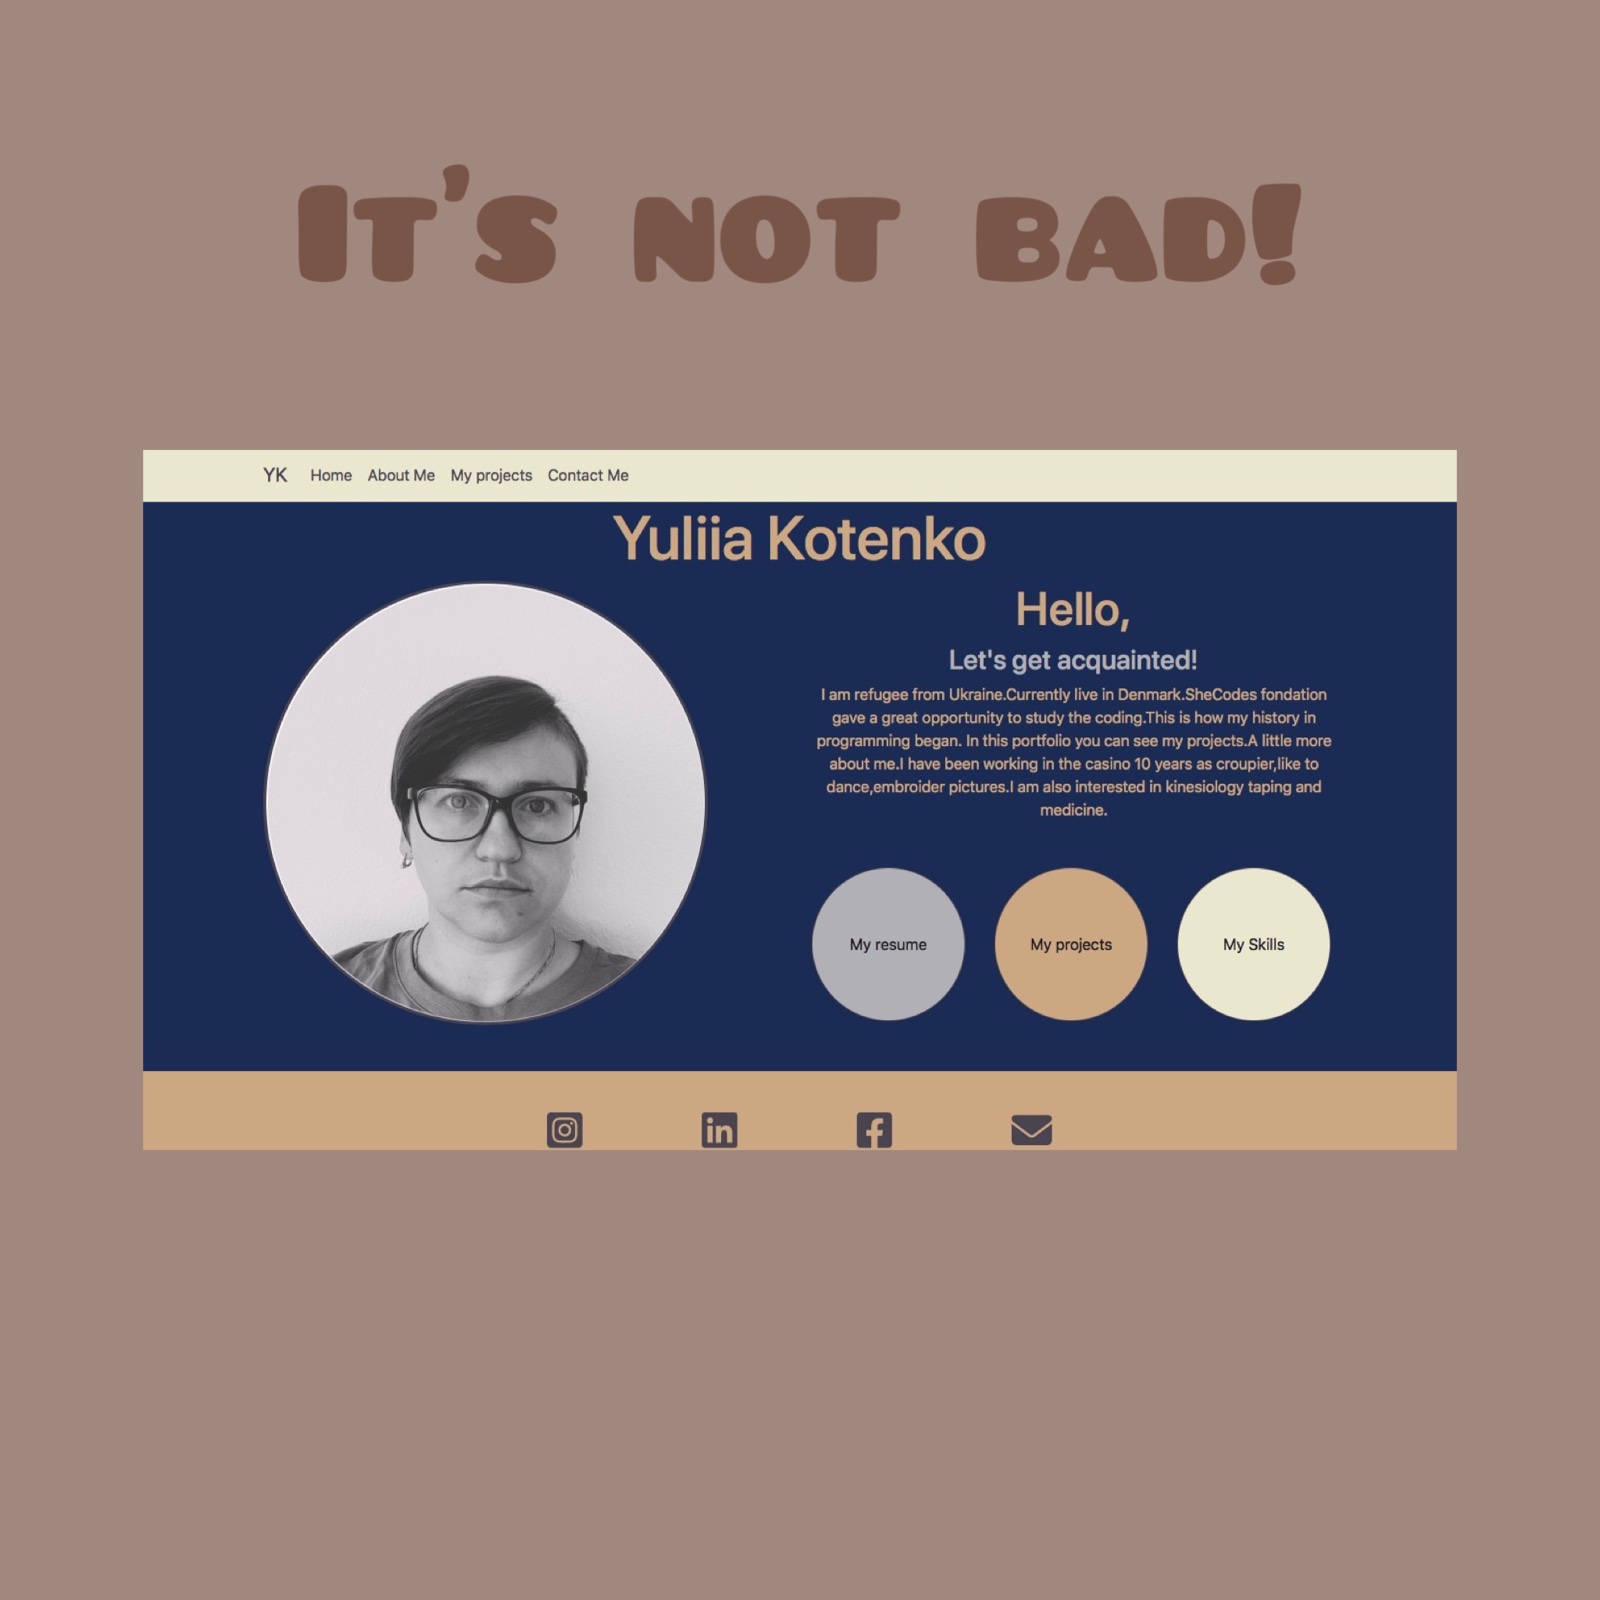 It's not bad!
YK Home About Me My projects Contact Me
Yuliia Kotenko
Hello,
Let's get acquainted!
I am refugee from Ukraine.Currently live in Denmark.SheCodes fondation
gave a great opportunity to study the coding.This is how my history in
programming began. In this portfolio you can see my projects.A little more
about me.I have been working in the casino 10 years as croupier,like to
dance,embroider pictures.I am also interested in kinesiology taping and
medicine.
My resume My projects My Skills